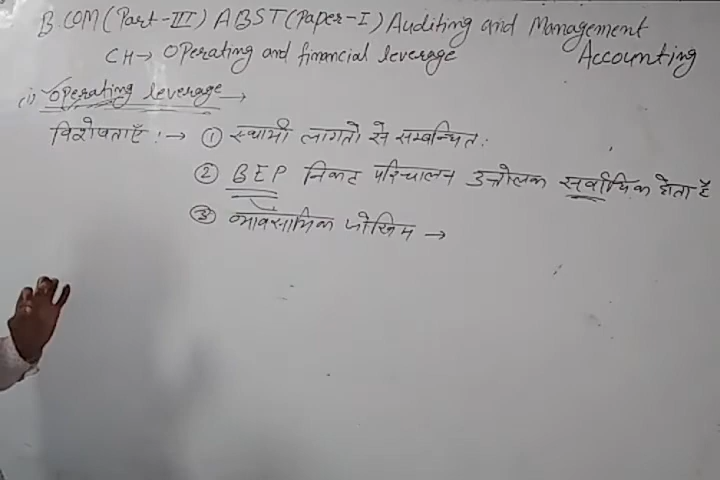 B.COM (Part-III) ABST (Paper-I) Auditing and Management Accounting
CH → Operating and financial leverage
(i) Operating leverage →
विशेषताएँ :→ ① स्थायी लागतो से सम्बन्धित :
② BEP निकट परिचालन उत्तोलक सर्वाधिक होता है
③ व्यावसायिक जोखिम →